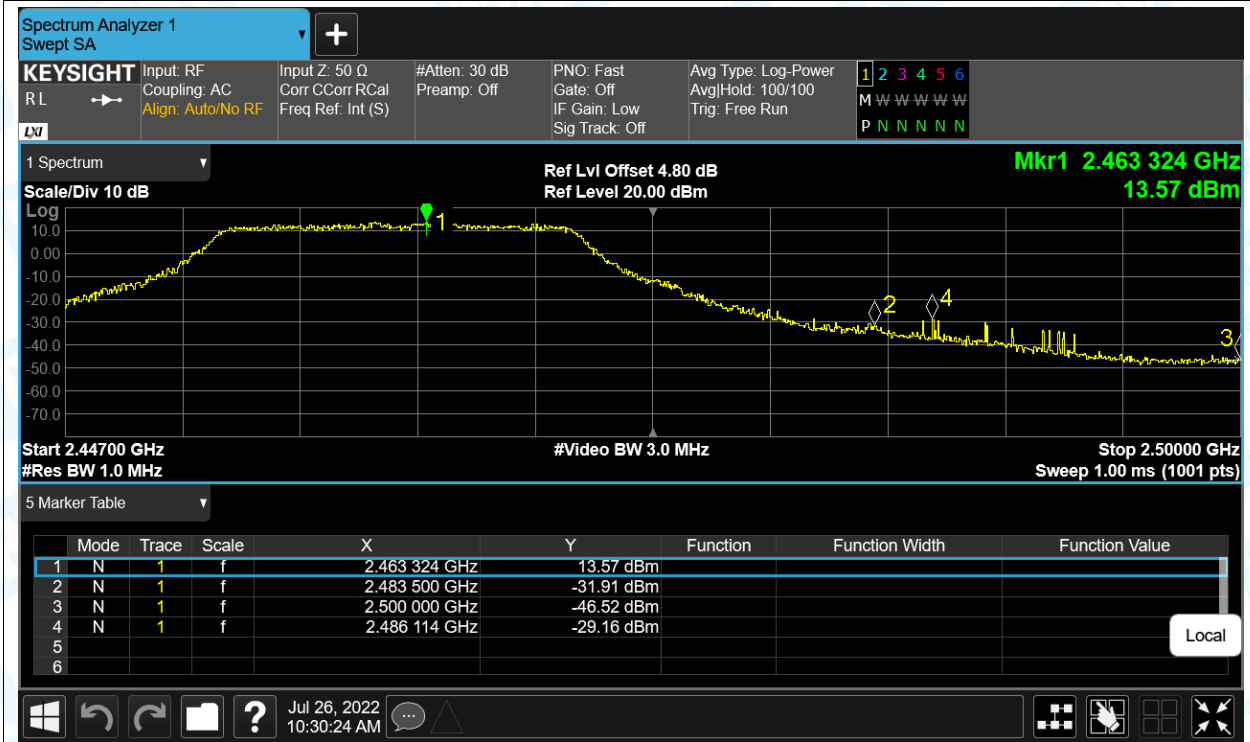 Spectrum Analyzer 1
Swept SA
+
KEYSIGHT
R L
LXI
Input: RF
Coupling: AC
Align: Auto/No RF
Input Z: 50 Ω
Corr CCorr RCal
Freq Ref: Int (S)
#Atten: 30 dB
Preamp: Off
PNO: Fast
Gate: Off
IF Gain: Low
Sig Track: Off
Avg Type: Log-Power
Avg|Hold: 100/100
Trig: Free Run
1 2 3 4 5 6
M W W W W W
P N N N N N
1 Spectrum
Scale/Div 10 dB
Ref Lvl Offset 4.80 dB
Ref Level 20.00 dBm
Mkr1 2.463 324 GHz
13.57 dBm
Log
10.0
0.00
-10.0
-20.0
-30.0
-40.0
-50.0
-60.0
-70.0
1
2
4
3
Start 2.44700 GHz
#Video BW 3.0 MHz
Stop 2.50000 GHz
#Res BW 1.0 MHz
Sweep 1.00 ms (1001 pts)
5 Marker Table
Mode Trace Scale X Y Function Function Width Function Value
1 N 1 f 2.463 324 GHz 13.57 dBm
2 N 1 f 2.483 500 GHz -31.91 dBm
3 N 1 f 2.500 000 GHz -46.52 dBm
4 N 1 f 2.486 114 GHz -29.16 dBm
5
6
Local
?
Jul 26, 2022
10:30:24 AM